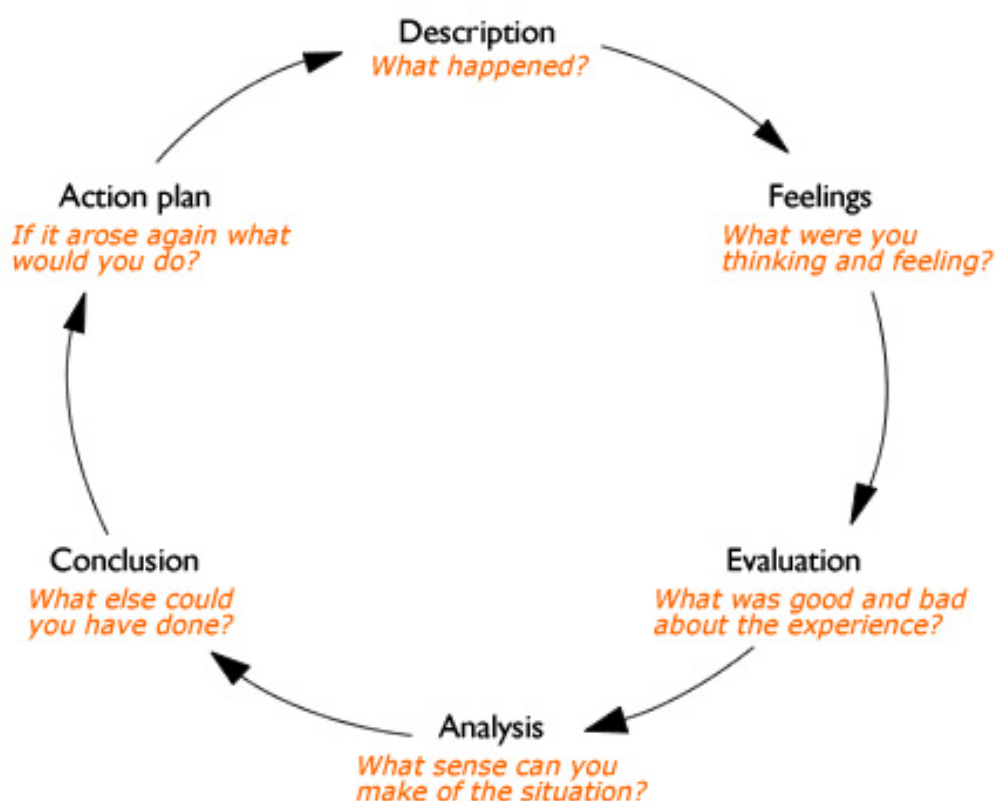 Description
What happened?
Feelings
What were you
thinking and feeling?
Evaluation
What was good and bad
about the experience?
Analysis
What sense can you
make of the situation?
Conclusion
What else could
you have done?
Action plan
If it arose again what
would you do?